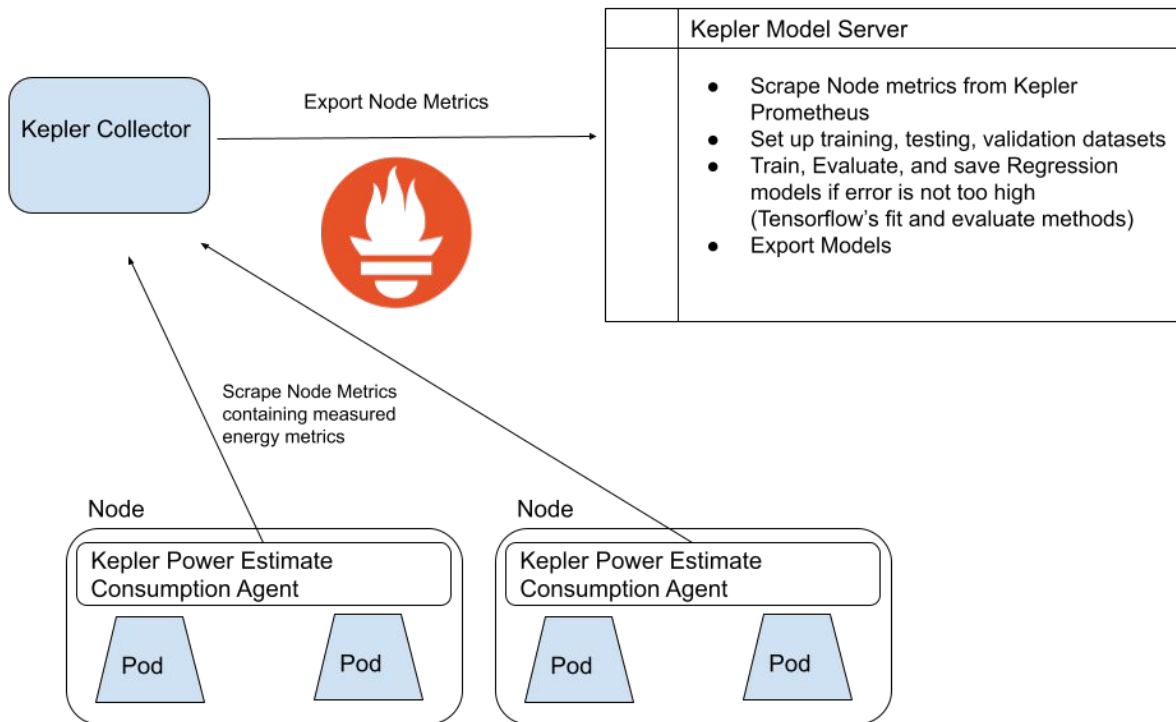 Kepler Model Server
Kepler Collector
Export Node Metrics
● Scrape Node metrics from Kepler
Prometheus
● Set up training, testing, validation datasets
● Train, Evaluate, and save Regression
models if error is not too high
(Tensorflow’s fit and evaluate methods)
● Export Models
Scrape Node Metrics
containing measured
energy metrics
Node
Kepler Power Estimate
Consumption Agent
Pod
Pod
Node
Kepler Power Estimate
Consumption Agent
Pod
Pod